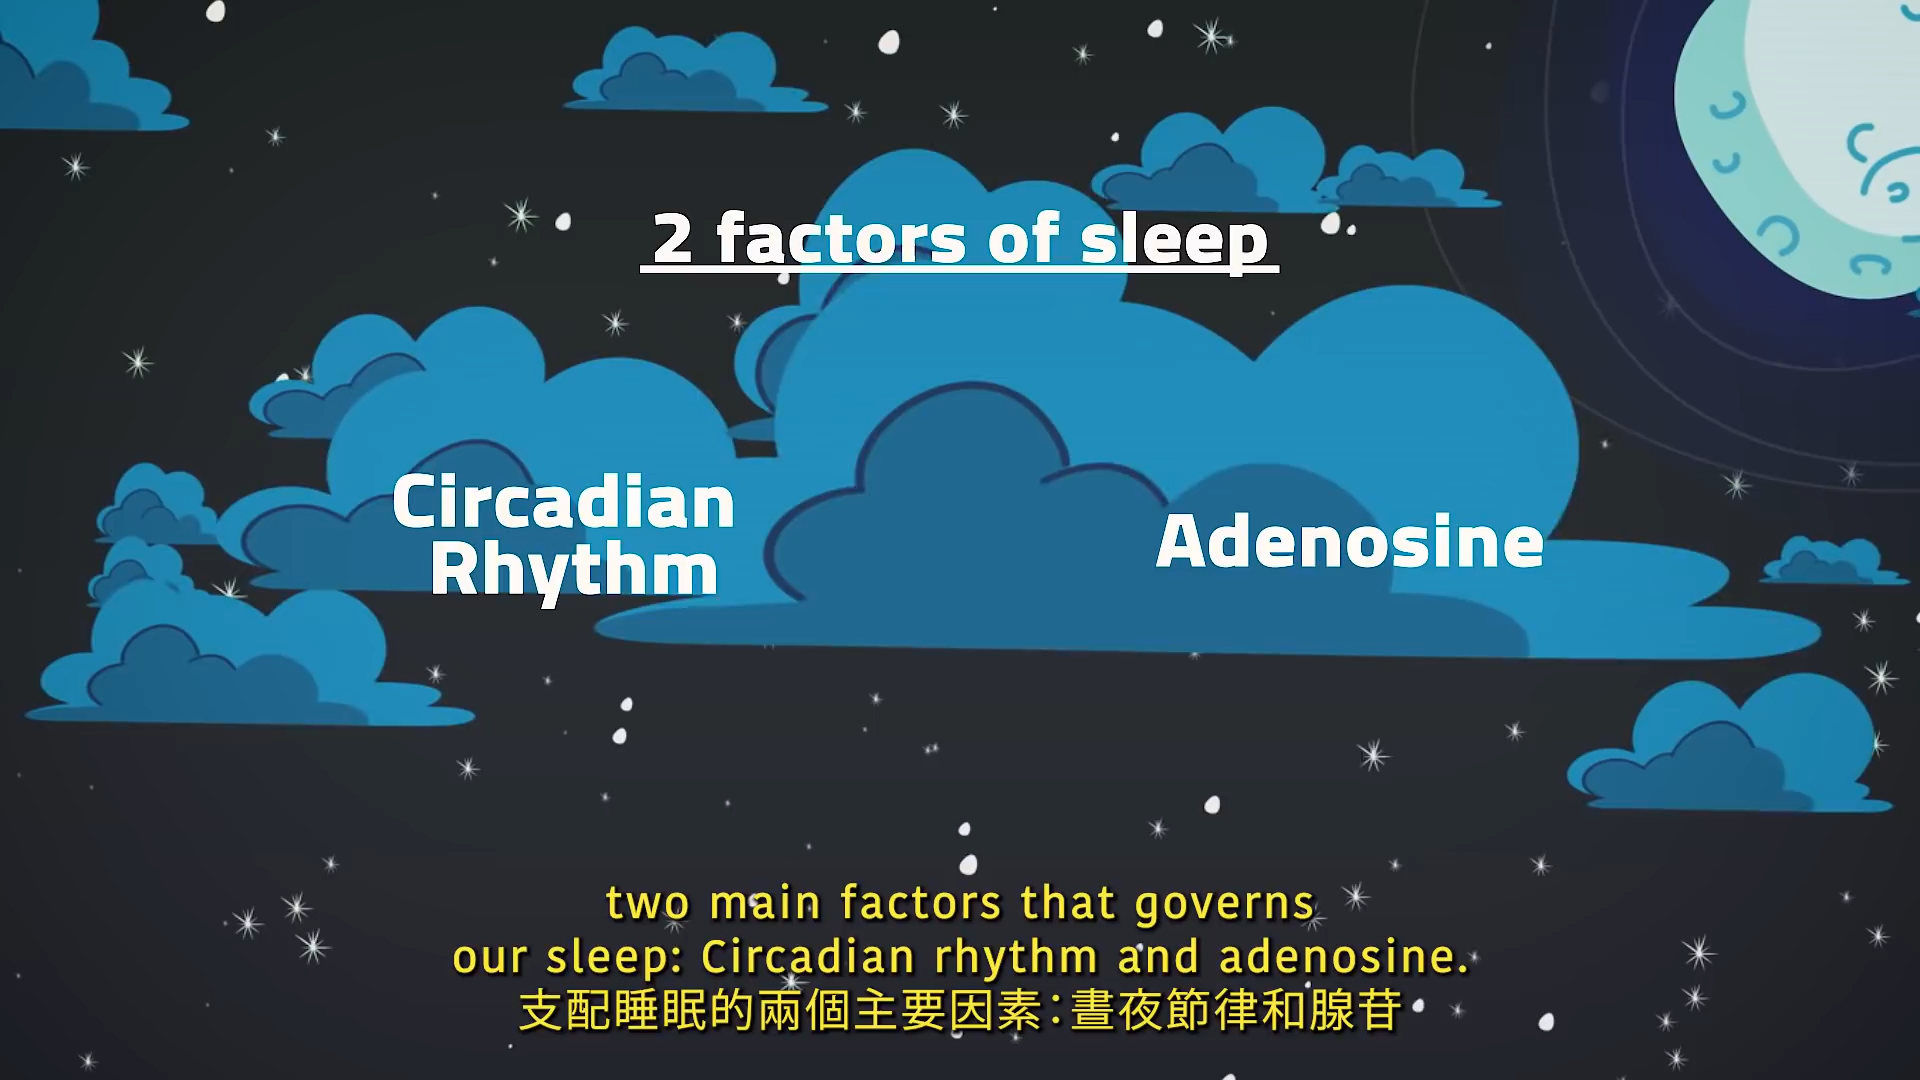 2 factors of sleep
Circadian
Rhythm
Adenosine
two main factors that governs
our sleep: Circadian rhythm and adenosine.
支配睡眠的兩個主要因素：晝夜節律和腺苷